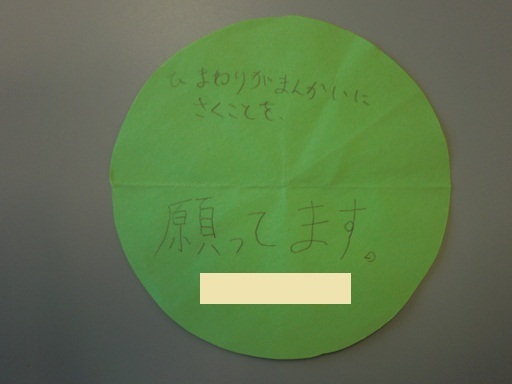 ひまわりがまんかいに
さくことを、
願ってます。